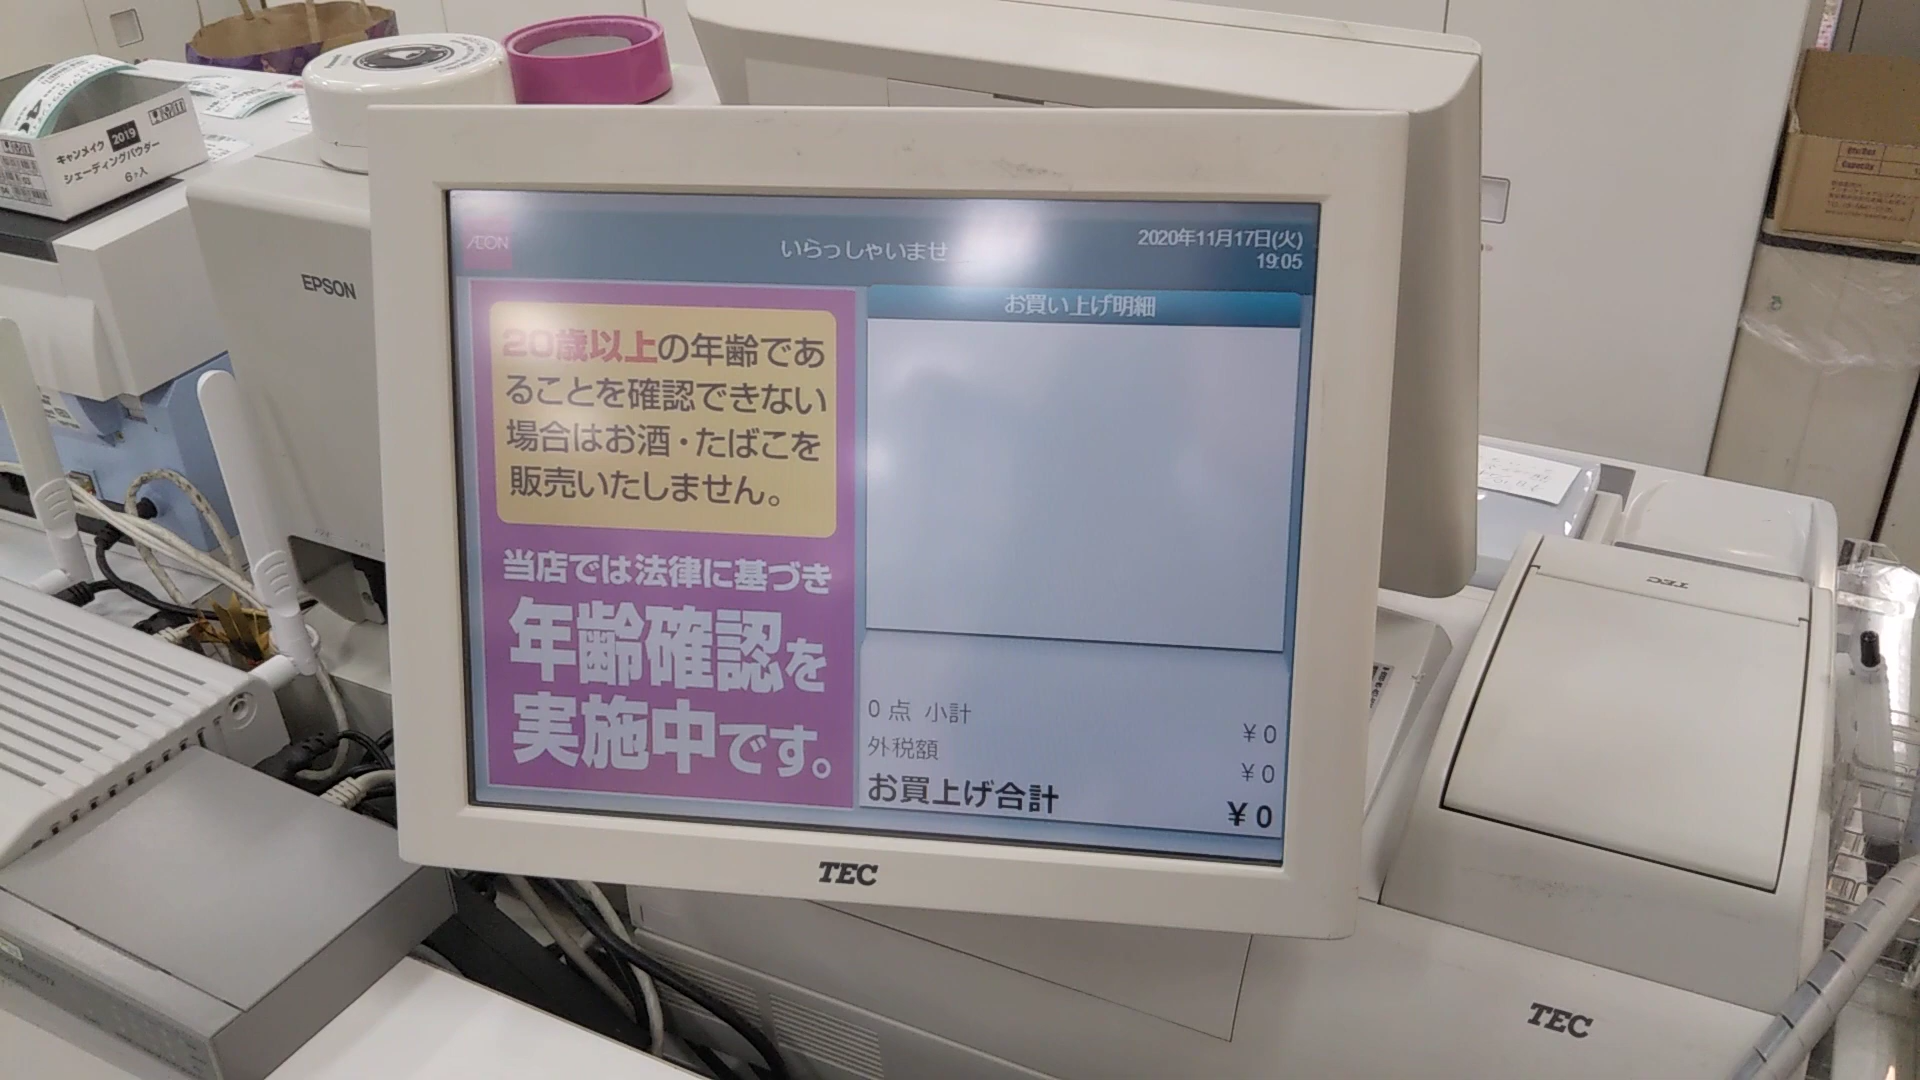 キャンメイク 2019
シェーディングパウダー
6ヶ入
EPSON
ÆON
いらっしゃいませ
2020年11月17日(火)
19:05
20歳以上の年齢であ
ることを確認できない
場合はお酒・たばこを
販売いたしません。
当店では法律に基づき
年齢確認を
実施中です。
お買い上げ明細
0点 小計 ¥0
外税額 ¥0
お買上げ合計 ¥0
TEC
TEC
TEC
Capacity